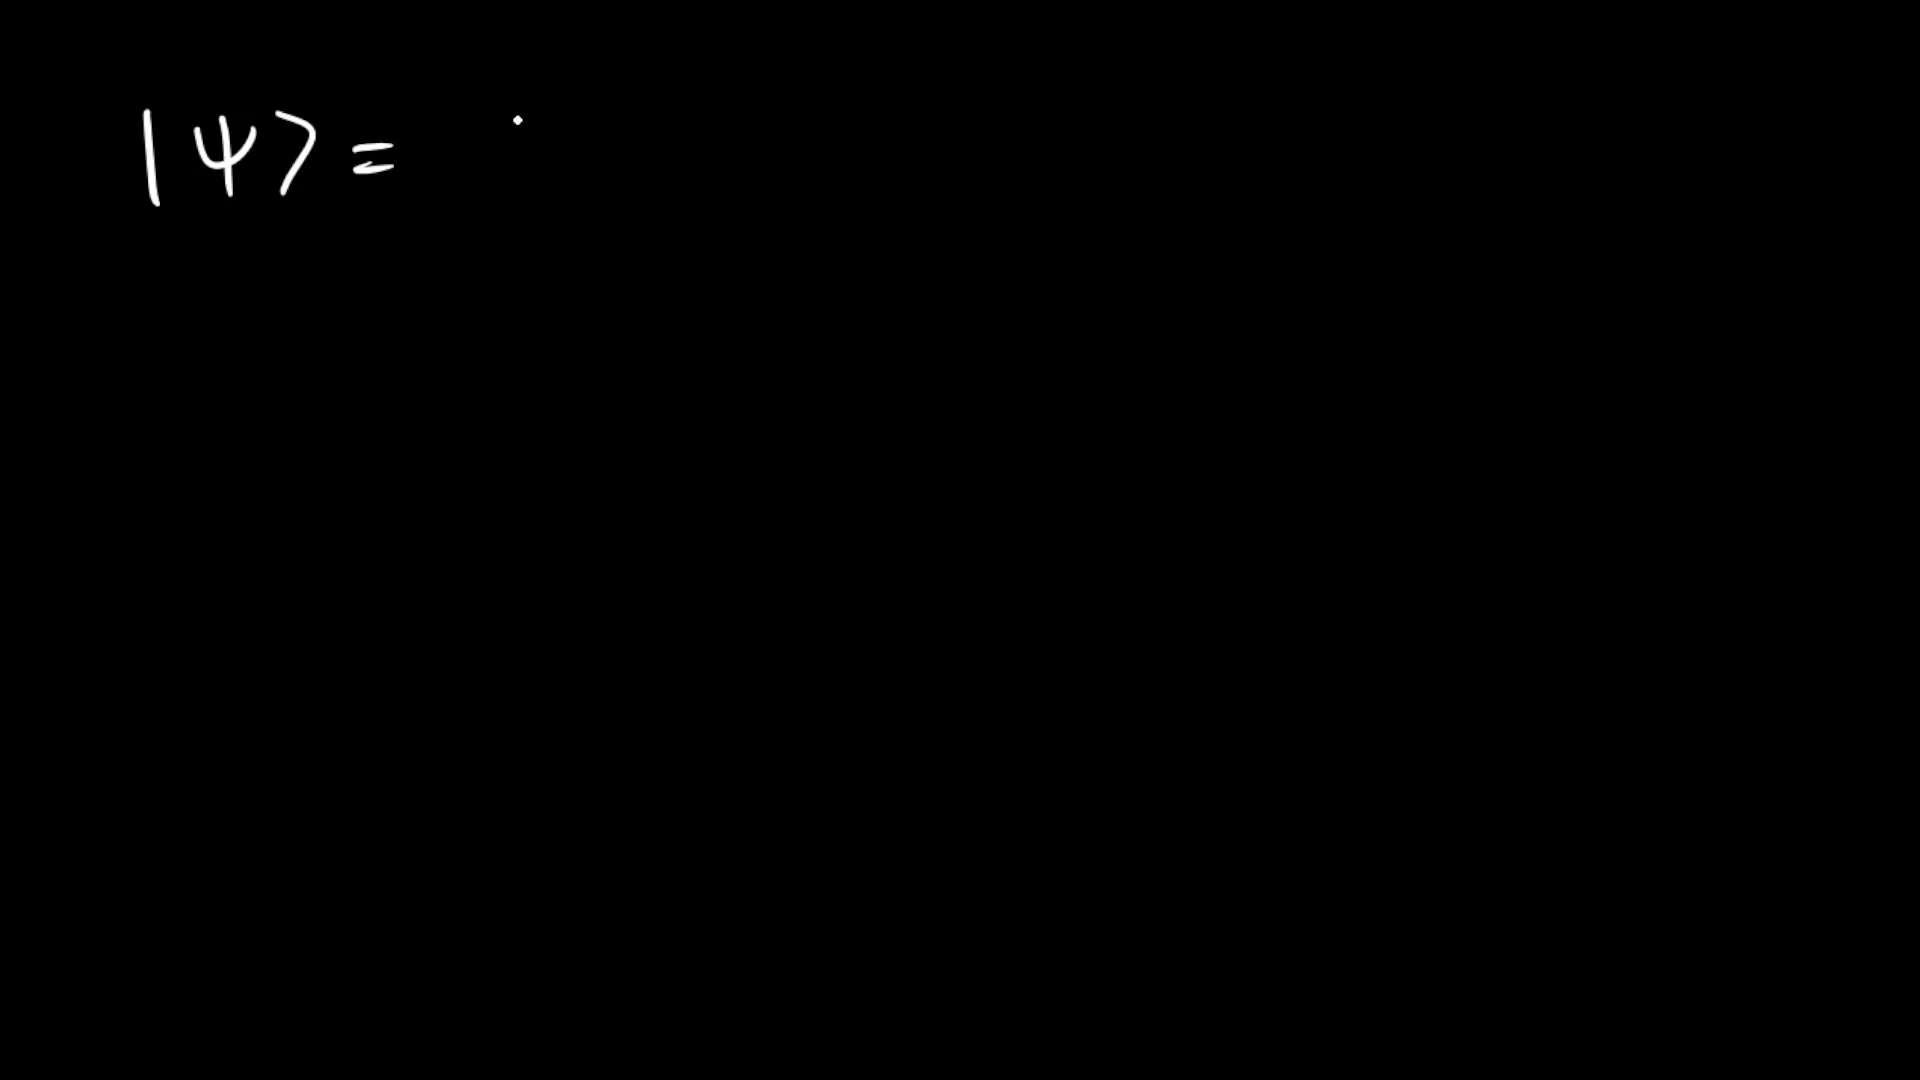 |ψ⟩ =